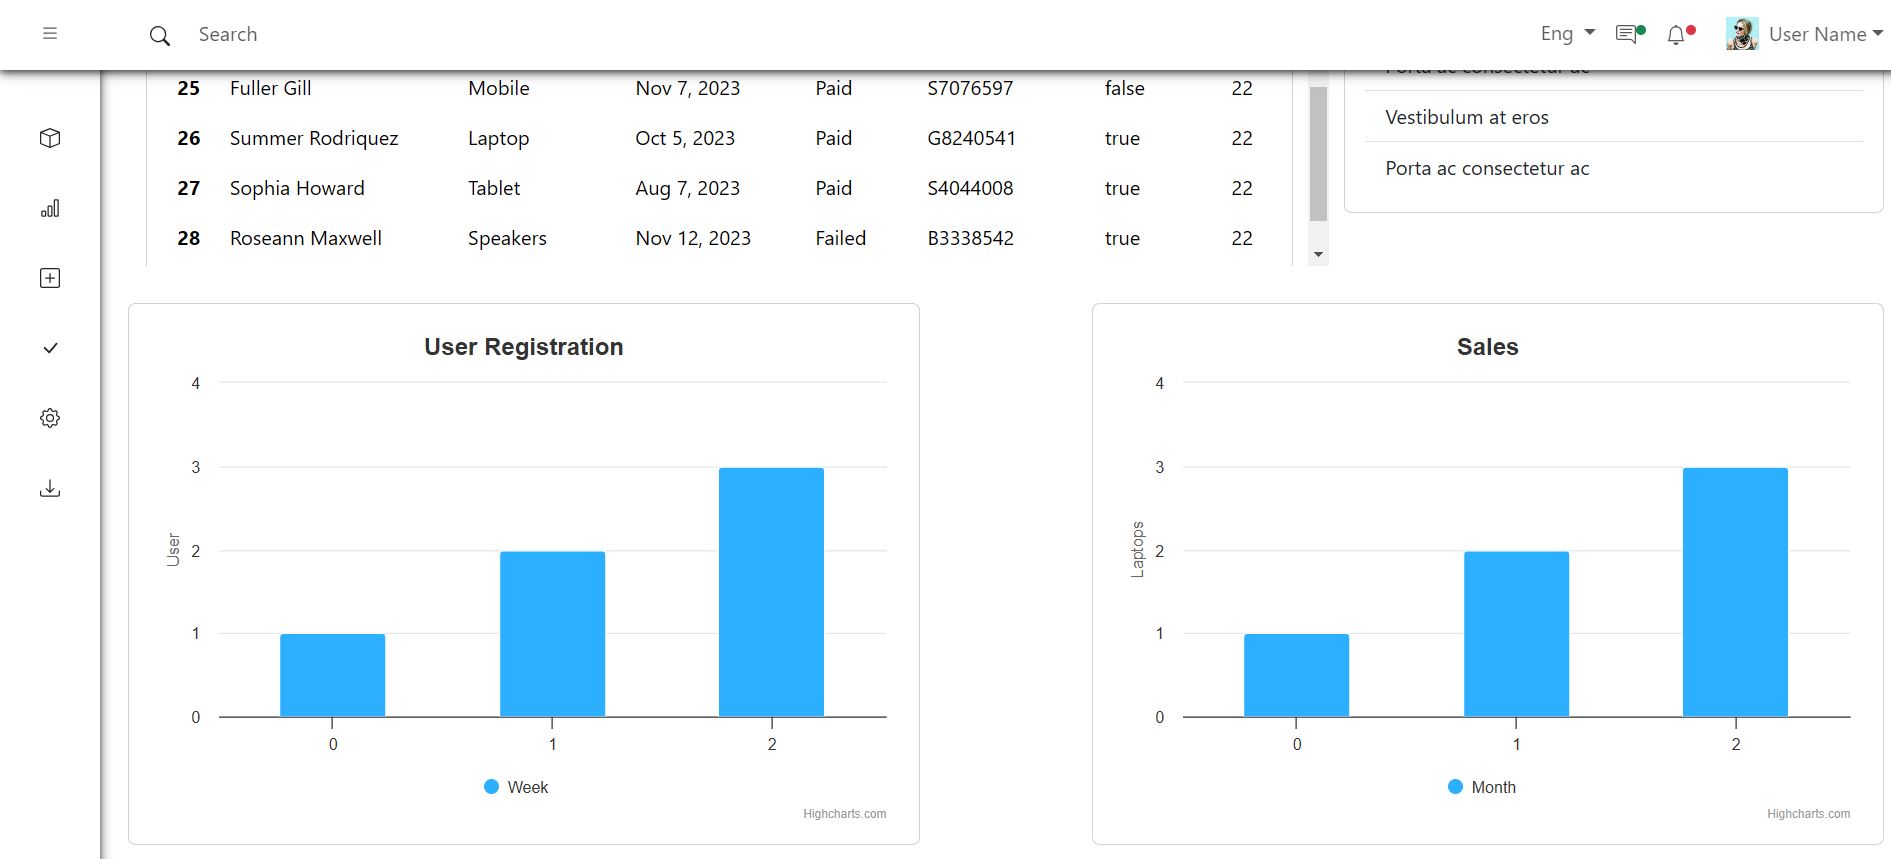 Search
Eng
User Name
25 Fuller Gill Mobile Nov 7, 2023 Paid S7076597 false 22
26 Summer Rodriquez Laptop Oct 5, 2023 Paid G8240541 true 22
27 Sophia Howard Tablet Aug 7, 2023 Paid S4044008 true 22
28 Roseann Maxwell Speakers Nov 12, 2023 Failed B3338542 true 22
Porta ac consectetur ac
Vestibulum at eros
Porta ac consectetur ac
User Registration
4
3
2
1
0
User
0 1 2
Week
Highcharts.com
Sales
4
3
2
1
0
Laptops
0 1 2
Month
Highcharts.com